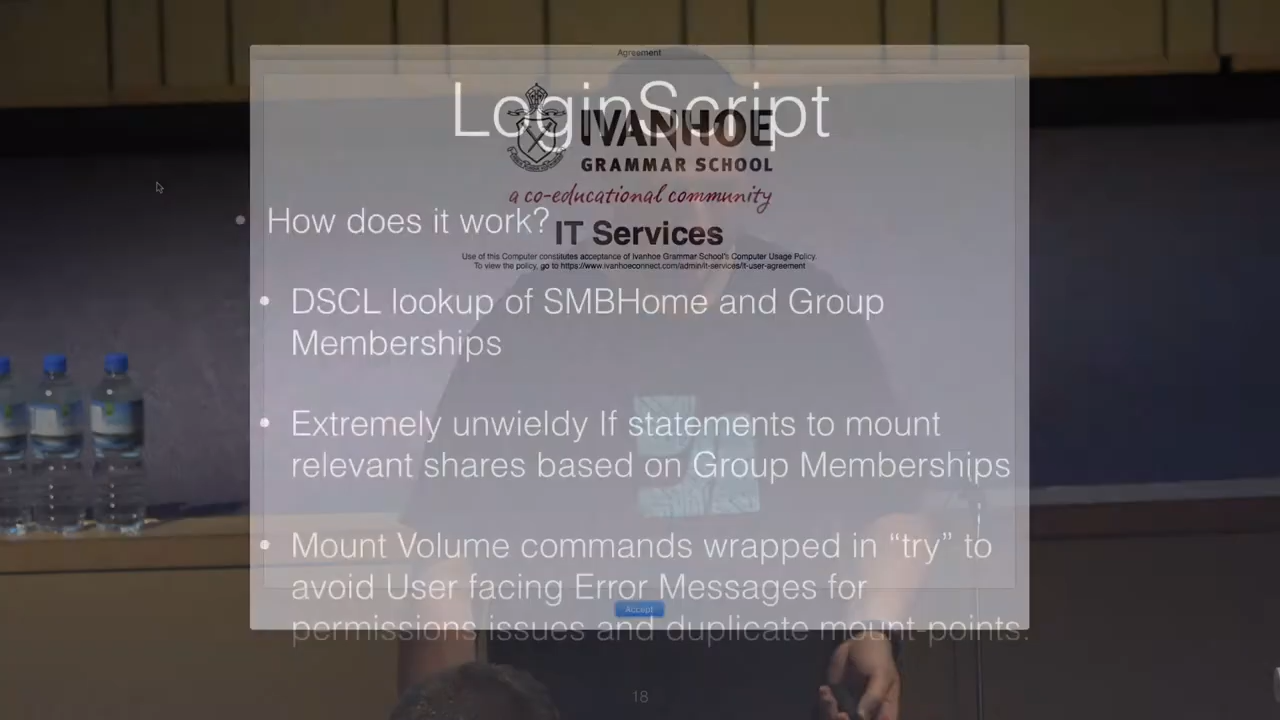 Agreement
LoginScript
IVANHOE
GRAMMAR SCHOOL
a co-educational community
How does it work?
IT Services
Use of this Computer constitutes acceptance of Ivanhoe Grammar School's Computer Usage Policy.
To view the policy, go to https://www.ivanhoeconnect.com/admin/it-services/it-user-agreement
• DSCL lookup of SMBHome and Group
Memberships
• Extremely unwieldy If statements to mount
relevant shares based on Group Memberships
• Mount Volume commands wrapped in “try” to
avoid User facing Error Messages for
Accept
permissions issues and duplicate mount-points.
18